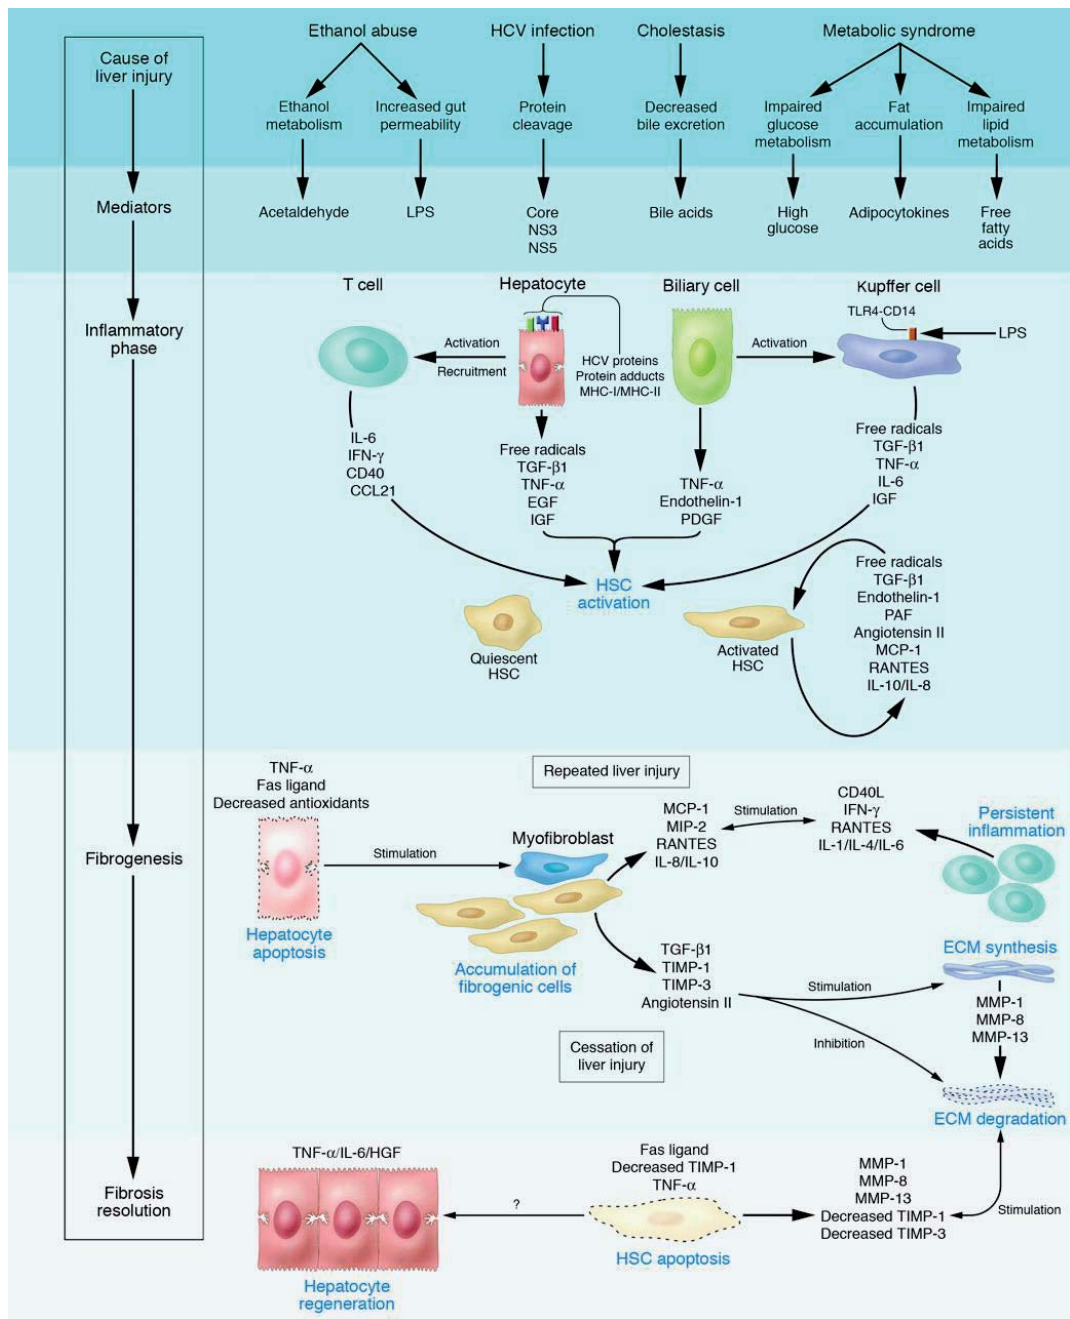 Cause of
liver injury
Mediators
Inflammatory
phase
Fibrogenesis
Fibrosis
resolution
Ethanol abuse
HCV infection
Cholestasis
Metabolic syndrome
Ethanol
metabolism
Increased gut
permeability
Protein
cleavage
Decreased
bile excretion
Impaired
glucose
metabolism
Fat
accumulation
Impaired
lipid
metabolism
Acetaldehyde
LPS
Core
NS3
NS5
Bile acids
High
glucose
Adipocytokines
Free
fatty
acids
T cell
Hepatocyte
Biliary cell
Kupffer cell
TLR4-CD14
LPS
Activation
Recruitment
HCV proteins
Protein adducts
MHC-I/MHC-II
Activation
IL-6
IFN-γ
CD40
CCL21
Free radicals
TGF-β1
TNF-α
EGF
IGF
TNF-α
Endothelin-1
PDGF
Free radicals
TGF-β1
TNF-α
IL-6
IGF
HSC
activation
Quiescent
HSC
Activated
HSC
Free radicals
TGF-β1
Endothelin-1
PAF
Angiotensin II
MCP-1
RANTES
IL-10/IL-8
TNF-α
Fas ligand
Decreased antioxidants
Repeated liver injury
Stimulation
Hepatocyte
apoptosis
Myofibroblast
Accumulation of
fibrogenic cells
MCP-1
MIP-2
RANTES
IL-8/IL-10
Stimulation
CD40L
IFN-γ
RANTES
IL-1/IL-4/IL-6
Persistent
inflammation
TGF-β1
TIMP-1
TIMP-3
Angiotensin II
Stimulation
Inhibition
ECM synthesis
MMP-1
MMP-8
MMP-13
ECM degradation
Cessation of
liver injury
TNF-α/IL-6/HGF
Hepatocyte
regeneration
?
Fas ligand
Decreased TIMP-1
TNF-α
HSC apoptosis
MMP-1
MMP-8
MMP-13
Decreased TIMP-1
Decreased TIMP-3
Stimulation